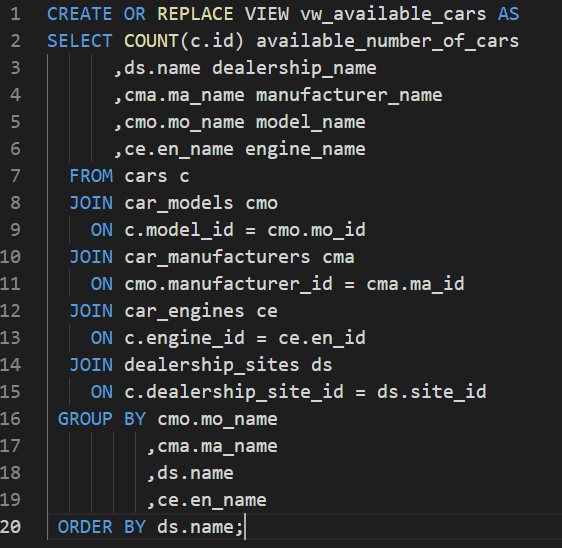 1 CREATE OR REPLACE VIEW vw_available_cars AS
2 SELECT COUNT(c.id) available_number_of_cars
3       ,ds.name dealership_name
4       ,cma.ma_name manufacturer_name
5       ,cmo.mo_name model_name
6       ,ce.en_name engine_name
7   FROM cars c
8   JOIN car_models cmo
9     ON c.model_id = cmo.mo_id
10   JOIN car_manufacturers cma
11     ON cmo.manufacturer_id = cma.ma_id
12   JOIN car_engines ce
13     ON c.engine_id = ce.en_id
14   JOIN dealership_sites ds
15     ON c.dealership_site_id = ds.site_id
16  GROUP BY cmo.mo_name
17          ,cma.ma_name
18          ,ds.name
19          ,ce.en_name
20  ORDER BY ds.name;